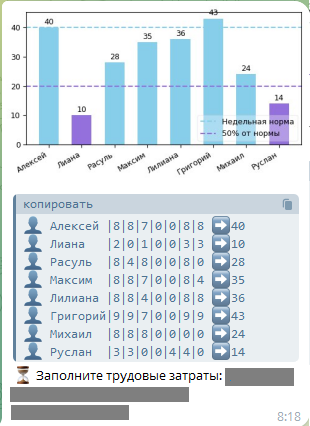 40
10
28
35
36
43
24
14
40
30
20
10
0
Недельная норма
50% от нормы
Алексей
Лиана
Расуль
Максим
Лилиана
Григорий
Михаил
Руслан
копировать
Алексей |8|8|7|0|0|8|8 ➡40
Лиана |2|0|1|0|0|3|3 ➡10
Расуль |8|4|8|0|0|8|0 ➡28
Максим |8|8|7|0|0|8|4 ➡35
Лилиана |8|8|4|0|0|8|8 ➡36
Григорий|9|9|7|0|0|9|9 ➡43
Михаил |8|8|8|0|0|0|0 ➡24
Руслан |3|3|0|0|4|4|0 ➡14
Заполните трудовые затраты:
8:18